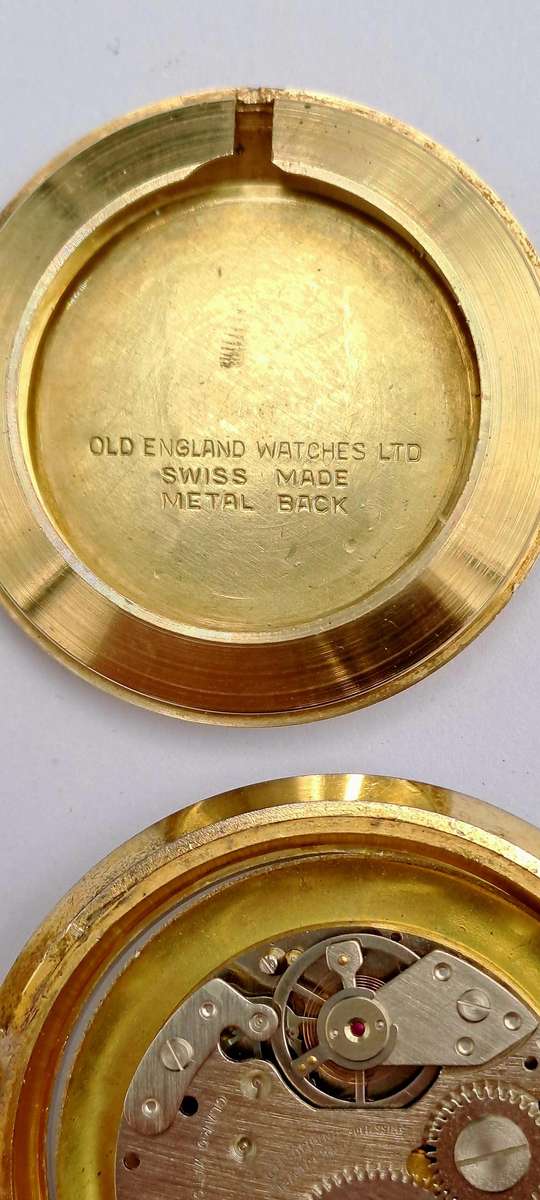 OLD ENGLAND WATCHES LTD
SWISS MADE
METAL BACK